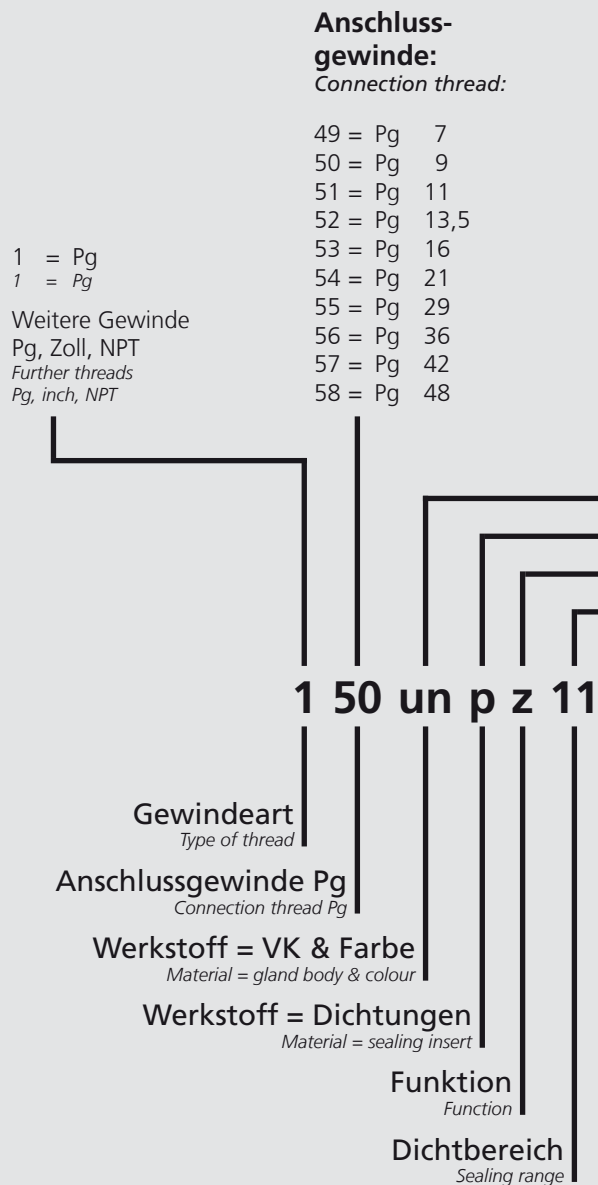 Anschluss-
gewinde:
Connection thread:
49 = Pg 7
50 = Pg 9
51 = Pg 11
52 = Pg 13,5
53 = Pg 16
54 = Pg 21
55 = Pg 29
56 = Pg 36
57 = Pg 42
58 = Pg 48
1 = Pg
1 = Pg
Weitere Gewinde
Pg, Zoll, NPT
Further threads
Pg, inch, NPT
1 50 un p z 11
Gewindeart
Type of thread
Anschlussgewinde Pg
Connection thread Pg
Werkstoff = VK & Farbe
Material = gland body & colour
Werkstoff = Dichtungen
Material = sealing insert
Funktion
Function
Dichtbereich
Sealing range